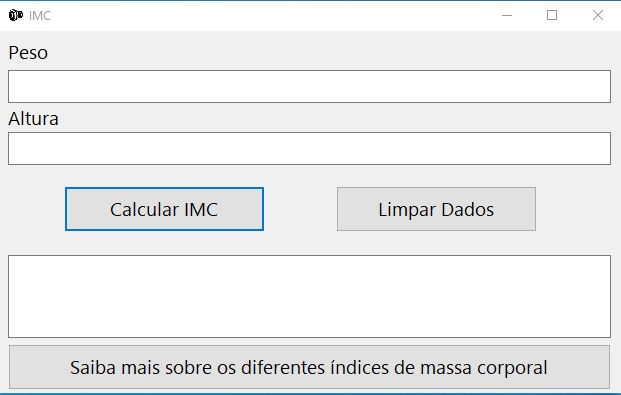 IMC
Peso
Altura
Calcular IMC
Limpar Dados
Saiba mais sobre os diferentes índices de massa corporal